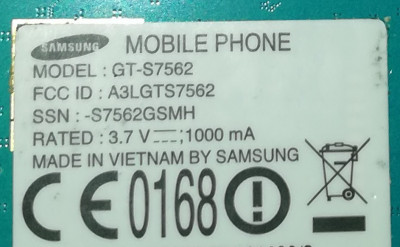 SAMSUNG MOBILE PHONE
MODEL : GT-S7562
FCC ID : A3LGTS7562
SSN : -S7562GSMH
RATED : 3.7 V⎓;1000 mA
MADE IN VIETNAM BY SAMSUNG
CE0168